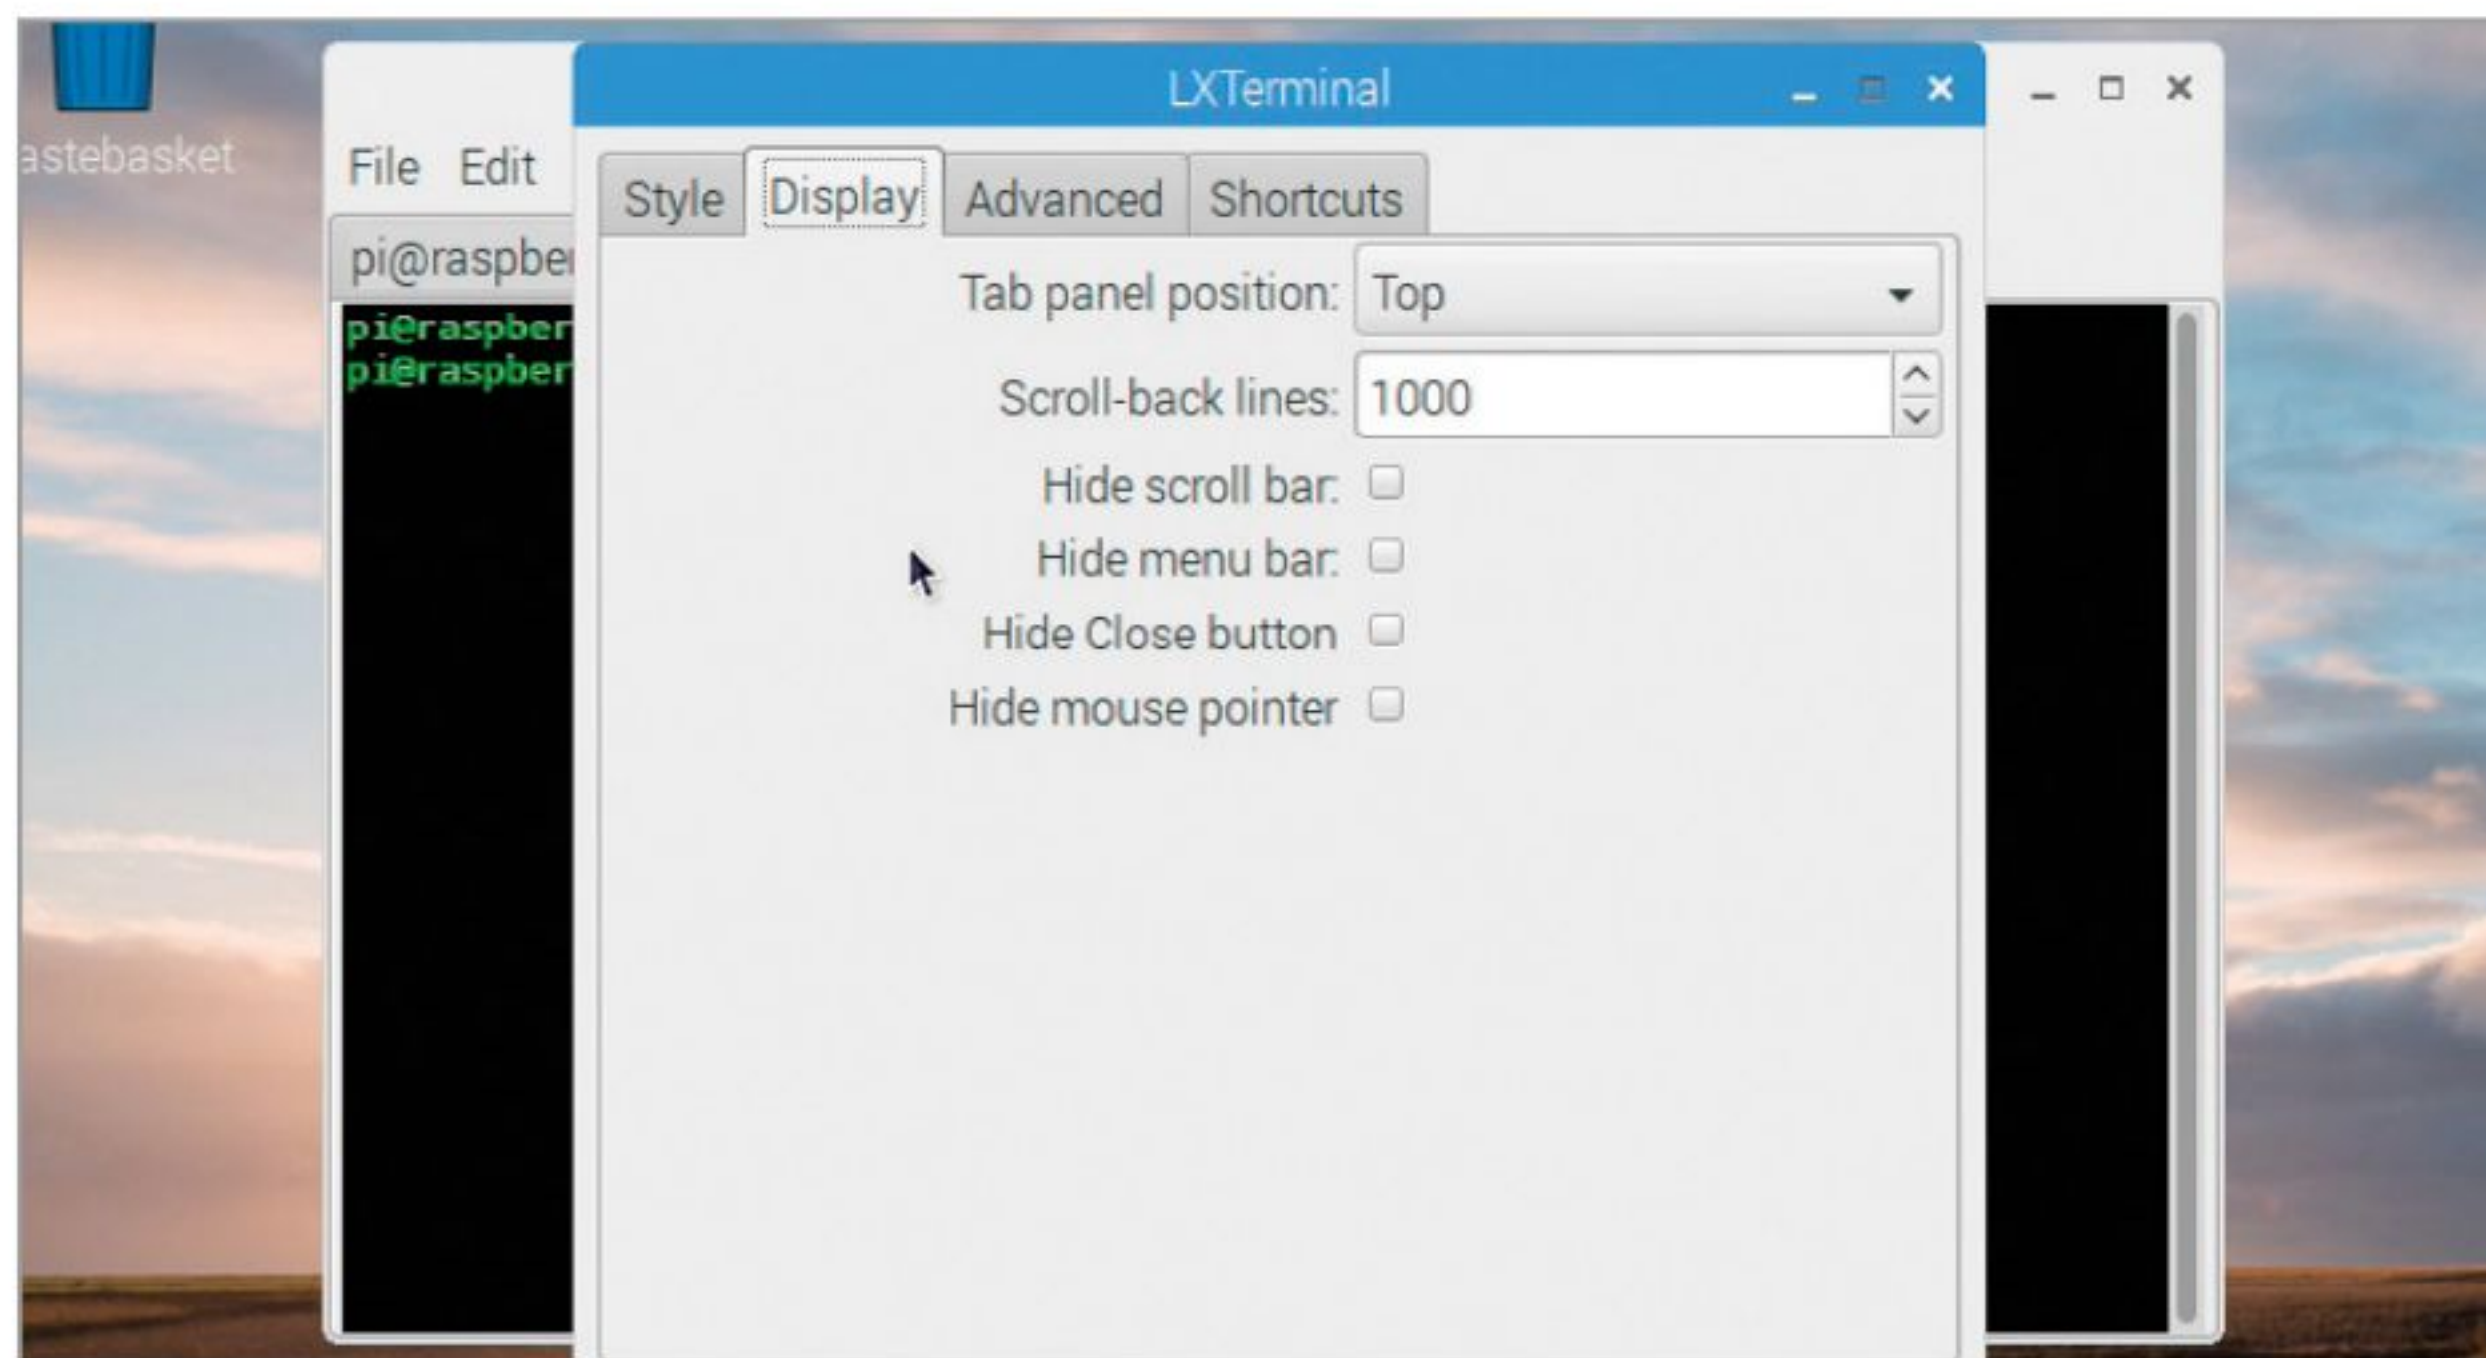 LXTerminal
astebasket
File Edit
Style Display Advanced Shortcuts
pi@raspber
Tab panel position: Top
pi@raspber
pi@raspber
Scroll-back lines: 1000
Hide scroll bar:
Hide menu bar:
Hide Close button
Hide mouse pointer